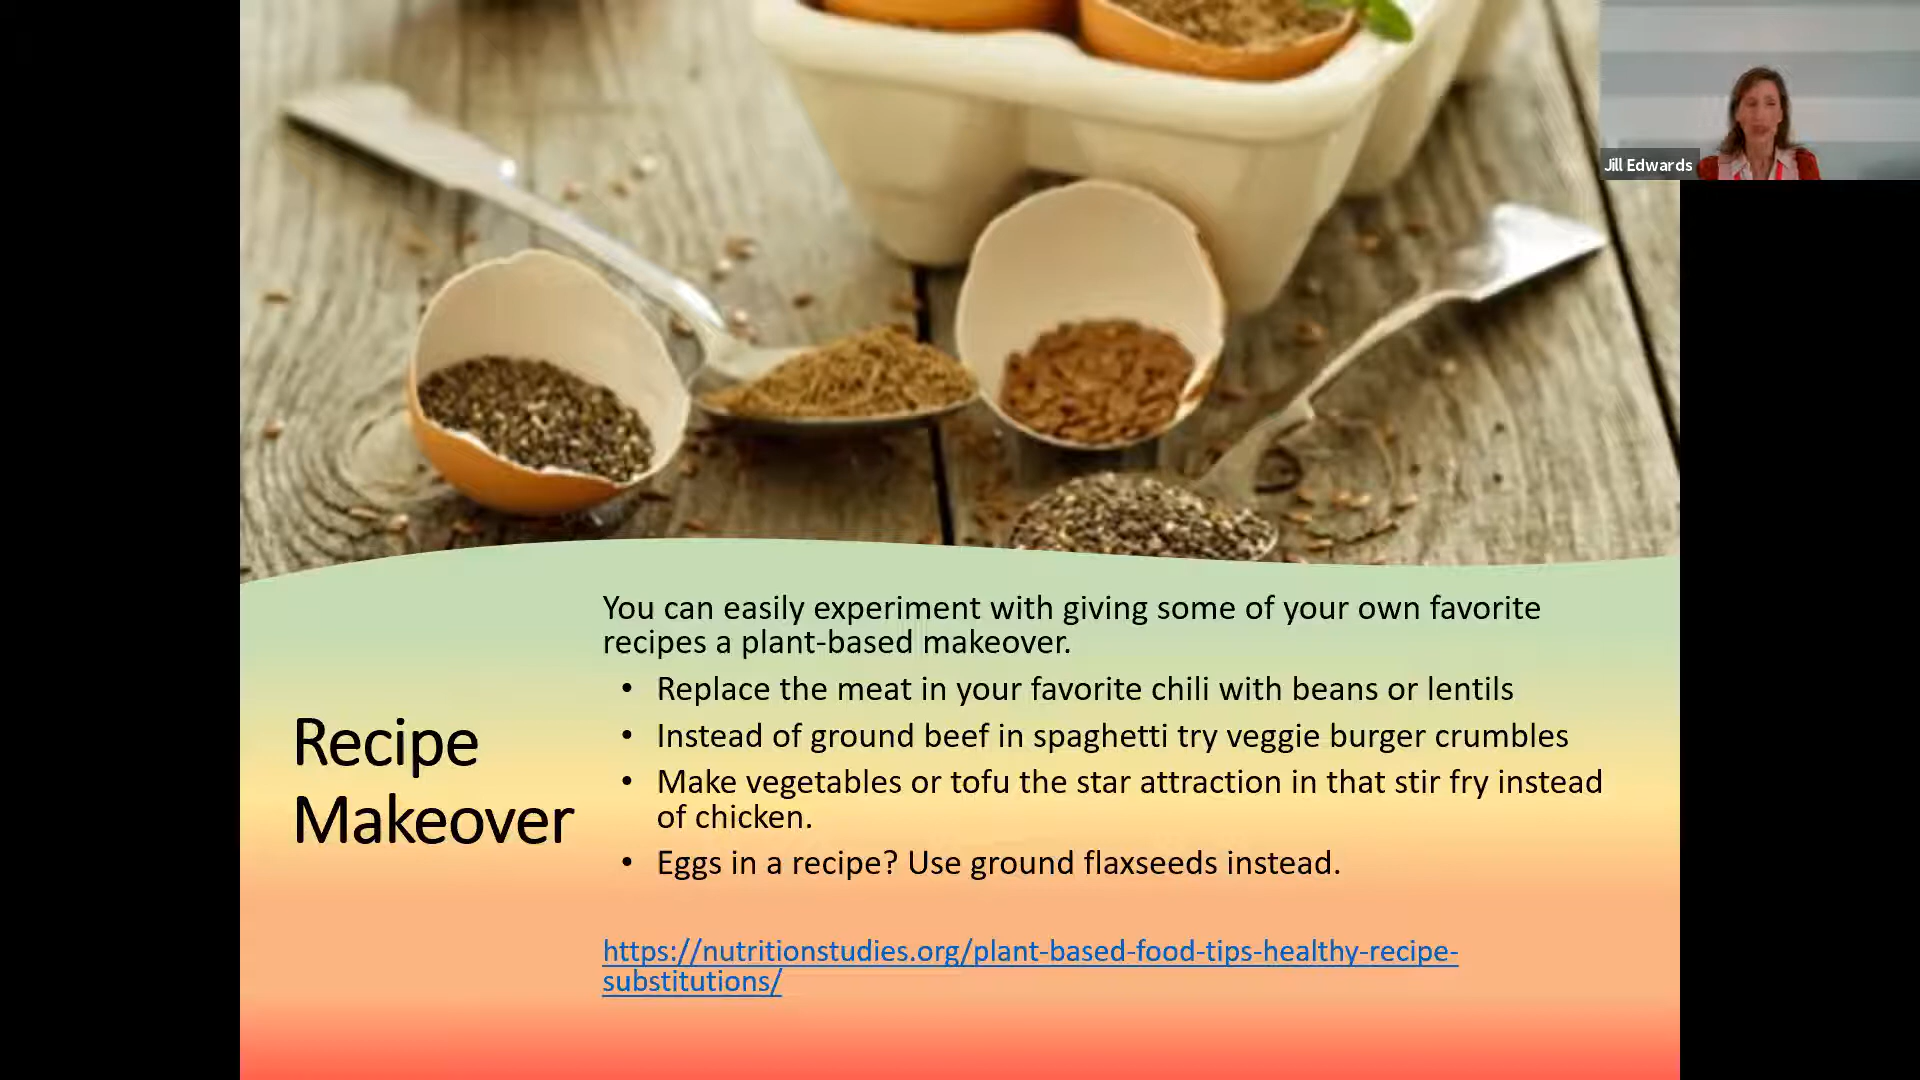 Jill Edwards
Recipe
Makeover
You can easily experiment with giving some of your own favorite
recipes a plant-based makeover.
• Replace the meat in your favorite chili with beans or lentils
• Instead of ground beef in spaghetti try veggie burger crumbles
• Make vegetables or tofu the star attraction in that stir fry instead
of chicken.
• Eggs in a recipe? Use ground flaxseeds instead.
https://nutritionstudies.org/plant-based-food-tips-healthy-recipe-
substitutions/